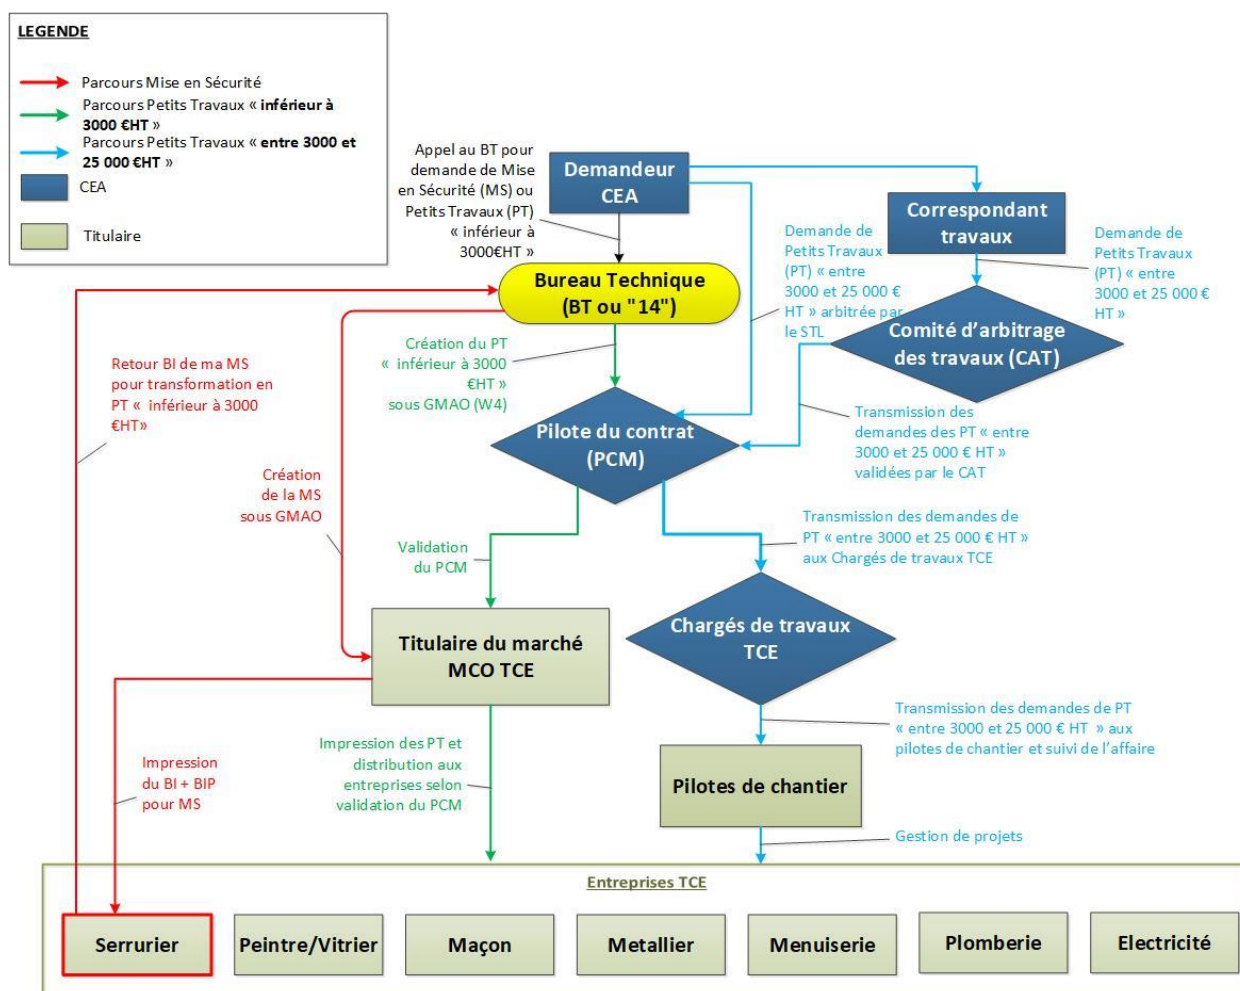 LEGENDE
Parcours Mise en Sécurité
Parcours Petits Travaux « inférieur à
3000 €HT »
Parcours Petits Travaux « entre 3000 et
25 000 €HT »
CEA
Titulaire
Appel au BT pour
demande de Mise
en Sécurité (MS) ou
Petits Travaux (PT)
« inférieur à
3000€HT »
Demandeur
CEA
Correspondant
travaux
Demande de
Petits Travaux
(PT) « entre
3000 et 25 000 €
HT » arbitrée par
le STL
Demande de
Petits Travaux
(PT) « entre
3000 et 25 000 €
HT »
Bureau Technique
(BT ou "14")
Comité d’arbitrage
des travaux (CAT)
Retour BI de ma MS
pour transformation en
PT « inférieur à 3000
€HT»
Création du PT
« inférieur à 3000
€HT »
sous GMAO (W4)
Pilote du contrat
(PCM)
Transmission des
demandes des PT « entre
3000 et 25 000 € HT »
validées par le CAT
Création
de la MS
sous GMAO
Validation
du PCM
Transmission des demandes de
PT « entre 3000 et 25 000 € HT »
aux Chargés de travaux TCE
Titulaire du marché
MCO TCE
Chargés de travaux
TCE
Impression
du BI + BIP
pour MS
Impression des PT et
distribution aux
entreprises selon
validation du PCM
Transmission des demandes de PT
« entre 3000 et 25 000 € HT » aux
pilotes de chantier et suivi de l’affaire
Pilotes de chantier
Gestion de projets
Entreprises TCE
Serrurier
Peintre/Vitrier
Maçon
Metallier
Menuiserie
Plomberie
Electricité